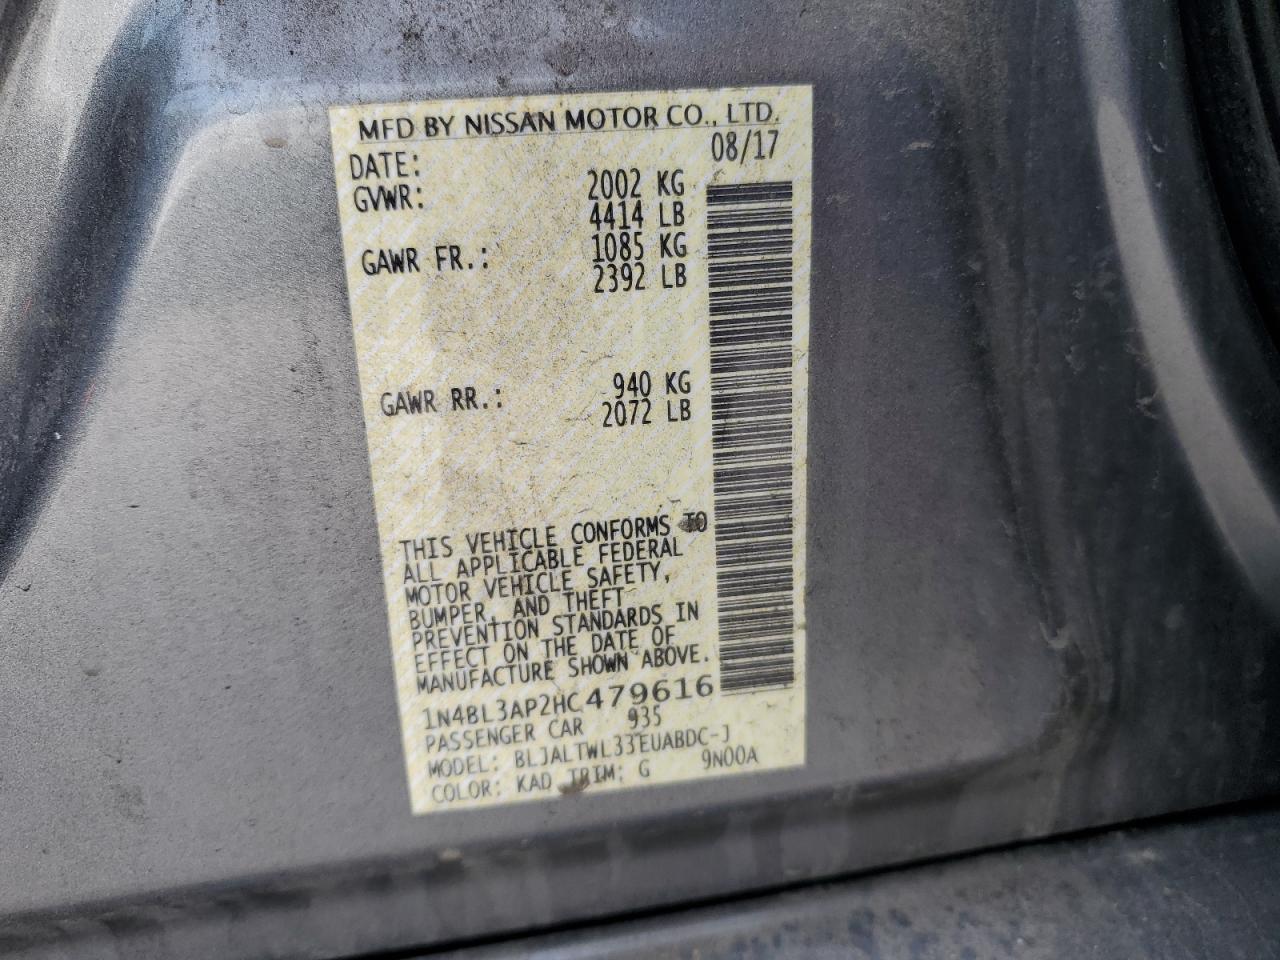 MFD BY NISSAN MOTOR CO., LTD.
DATE: 08/17
GVWR: 2002 KG
4414 LB
GAWR FR.: 1085 KG
2392 LB
GAWR RR.: 940 KG
2072 LB
THIS VEHICLE CONFORMS TO
ALL APPLICABLE FEDERAL
MOTOR VEHICLE SAFETY,
BUMPER, AND THEFT
PREVENTION STANDARDS IN
EFFECT ON THE DATE OF
MANUFACTURE SHOWN ABOVE.
1N4BL3AP2HC479616
PASSENGER CAR 935
MODEL: BLJALTWL33EUABDC-J
COLOR: KAD TRIM: G 9N00A